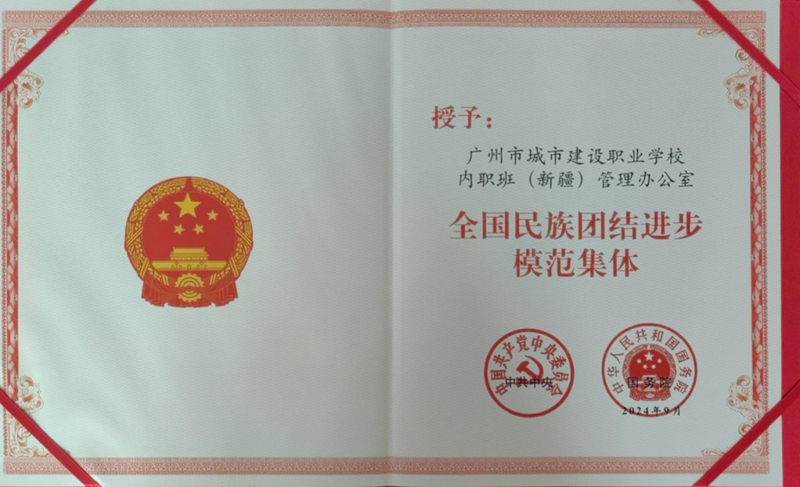 授予：
广州市城市建设职业学校
内职班（新疆）管理办公室
全国民族团结进步
模范集体
中国共产党中央委员会
中共中央
中华人民共和国国务院
国务院
2024年9月